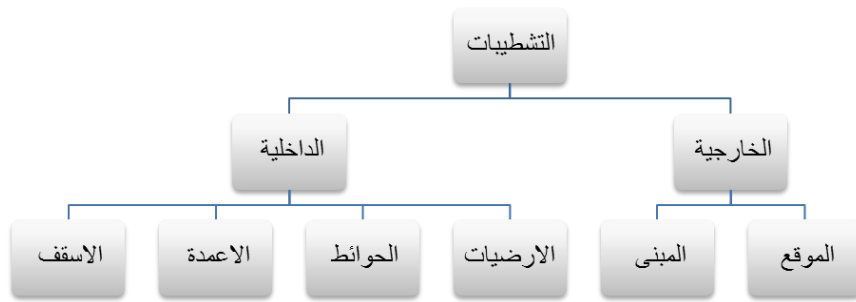 التشطيبات
الخارجية
الداخلية
الموقع
المبنى
الارضيات
الحوائط
الاعمدة
الاسقف